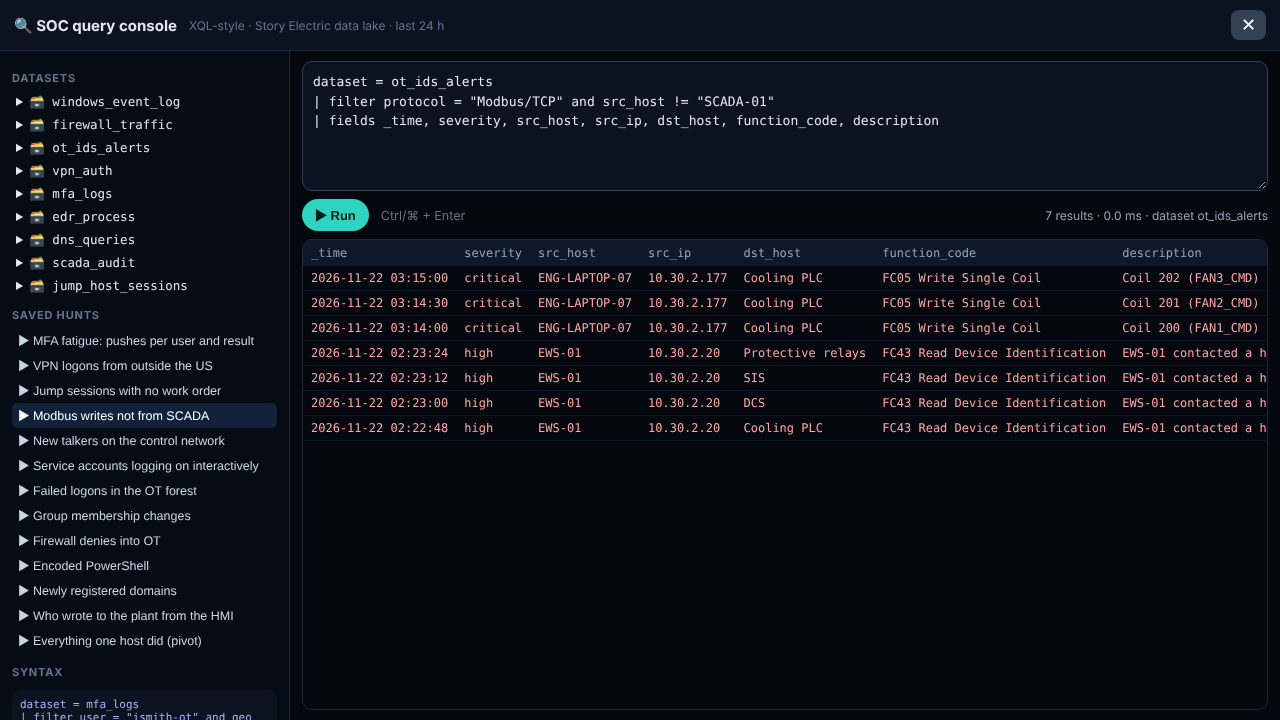 🔍 SOC query console XQL-style · Story Electric data lake · last 24 h ✕
DATASETS
▶ 🗃️ windows_event_log
▶ 🗃️ firewall_traffic
▶ 🗃️ ot_ids_alerts
▶ 🗃️ vpn_auth
▶ 🗃️ mfa_logs
▶ 🗃️ edr_process
▶ 🗃️ dns_queries
▶ 🗃️ scada_audit
▶ 🗃️ jump_host_sessions
SAVED HUNTS
▶ MFA fatigue: pushes per user and result
▶ VPN logons from outside the US
▶ Jump sessions with no work order
▶ Modbus writes not from SCADA
▶ New talkers on the control network
▶ Service accounts logging on interactively
▶ Failed logons in the OT forest
▶ Group membership changes
▶ Firewall denies into OT
▶ Encoded PowerShell
▶ Newly registered domains
▶ Who wrote to the plant from the HMI
▶ Everything one host did (pivot)
SYNTAX
dataset = mfa_logs
| filter user = "jsmith-ot" and geo
dataset = ot_ids_alerts
| filter protocol = "Modbus/TCP" and src_host != "SCADA-01"
| fields _time, severity, src_host, src_ip, dst_host, function_code, description
▶ Run Ctrl/⌘ + Enter 7 results · 0.0 ms · dataset ot_ids_alerts
_time severity src_host src_ip dst_host function_code description
2026-11-22 03:15:00 critical ENG-LAPTOP-07 10.30.2.177 Cooling PLC FC05 Write Single Coil Coil 202 (FAN3_CMD)
2026-11-22 03:14:30 critical ENG-LAPTOP-07 10.30.2.177 Cooling PLC FC05 Write Single Coil Coil 201 (FAN2_CMD)
2026-11-22 03:14:00 critical ENG-LAPTOP-07 10.30.2.177 Cooling PLC FC05 Write Single Coil Coil 200 (FAN1_CMD)
2026-11-22 02:23:24 high EWS-01 10.30.2.20 Protective relays FC43 Read Device Identification EWS-01 contacted a h
2026-11-22 02:23:12 high EWS-01 10.30.2.20 SIS FC43 Read Device Identification EWS-01 contacted a h
2026-11-22 02:23:00 high EWS-01 10.30.2.20 DCS FC43 Read Device Identification EWS-01 contacted a h
2026-11-22 02:22:48 high EWS-01 10.30.2.20 Cooling PLC FC43 Read Device Identification EWS-01 contacted a h